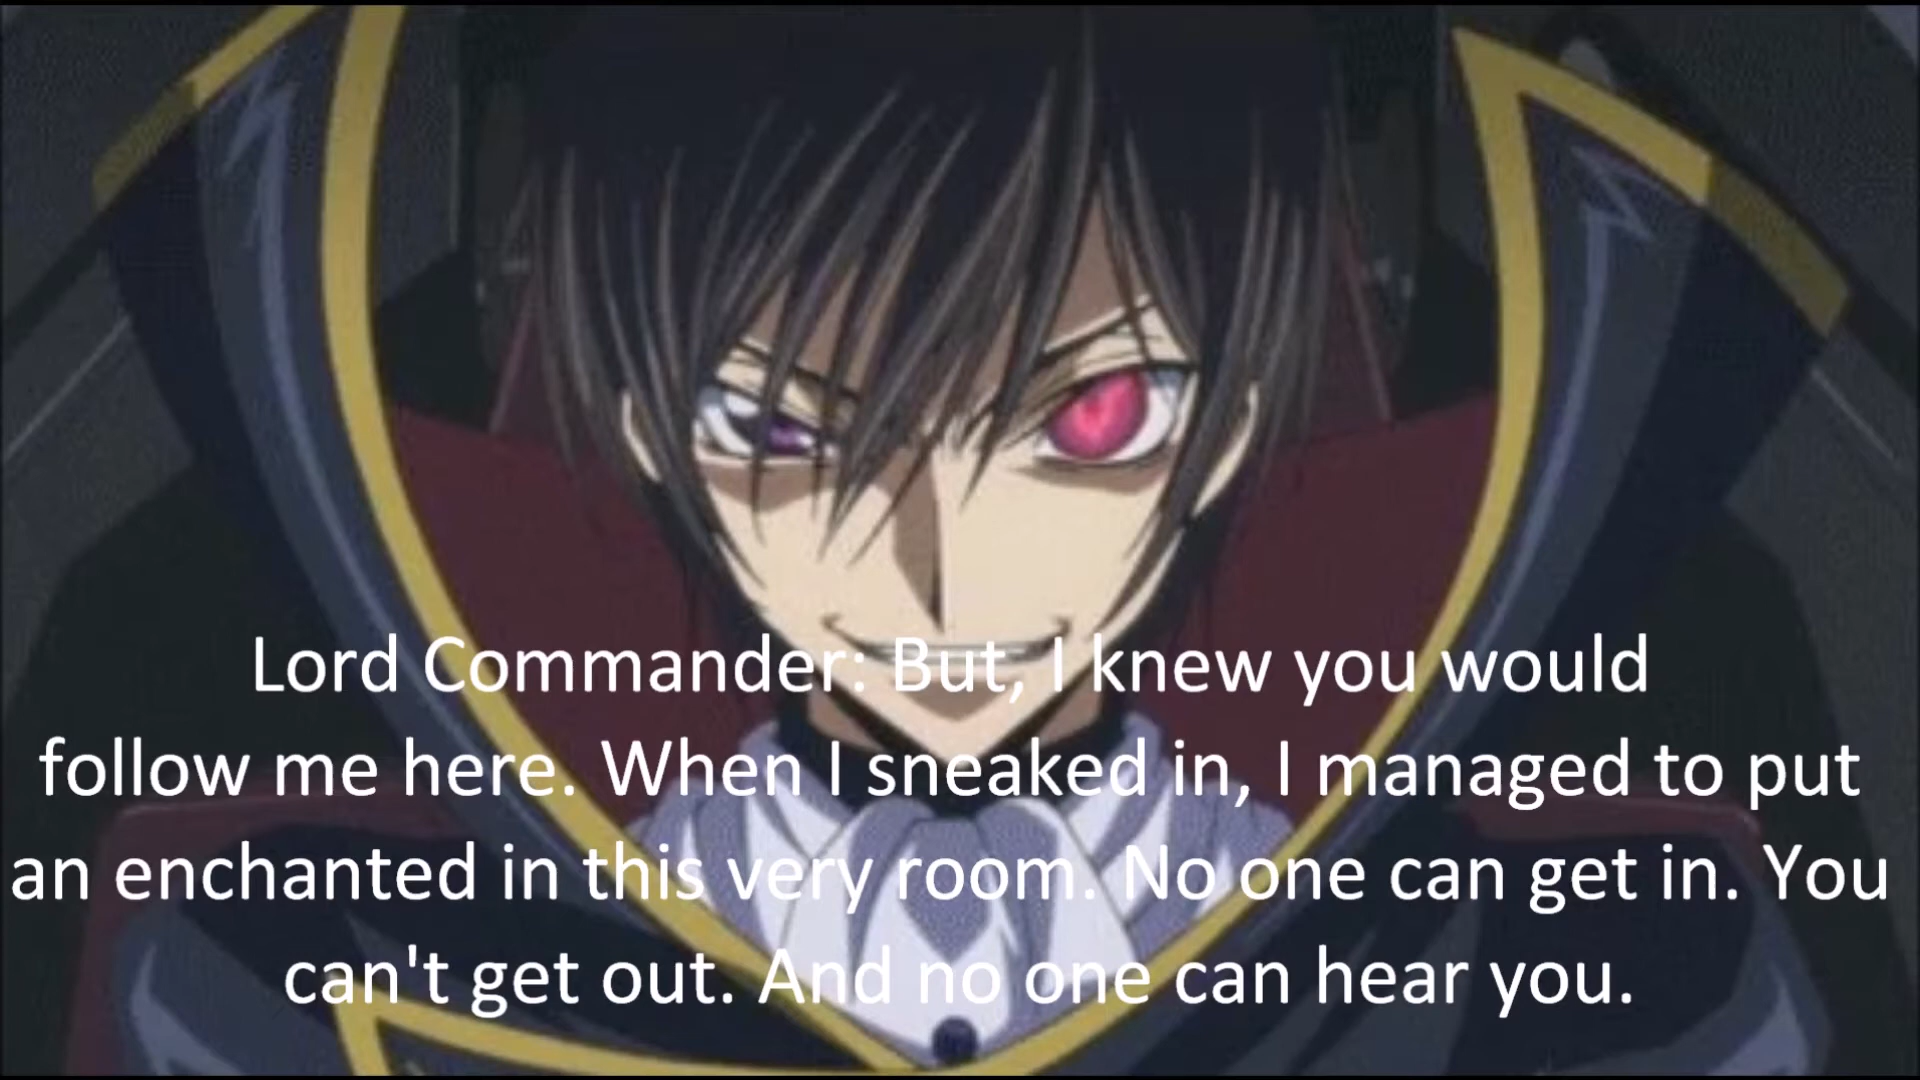 Lord Commander: But, I knew you would
follow me here. When I sneaked in, I managed to put
an enchanted in this very room. No one can get in. You
can't get out. And no one can hear you.